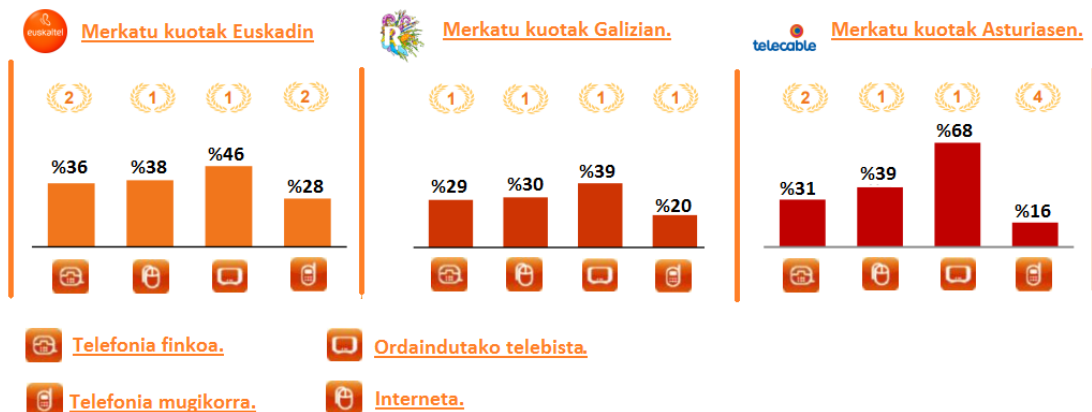 euskaltel
Merkatu kuotak Euskadin
2 1 1 2
%36 %38 %46 %28
R
Merkatu kuotak Galizian.
1 1 1 1
%29 %30 %39 %20
telecable
Merkatu kuotak Asturiasen.
2 1 1 4
%31 %39 %68 %16
Telefonia finkoa.
Ordaindutako telebista.
Telefonia mugikorra.
Interneta.